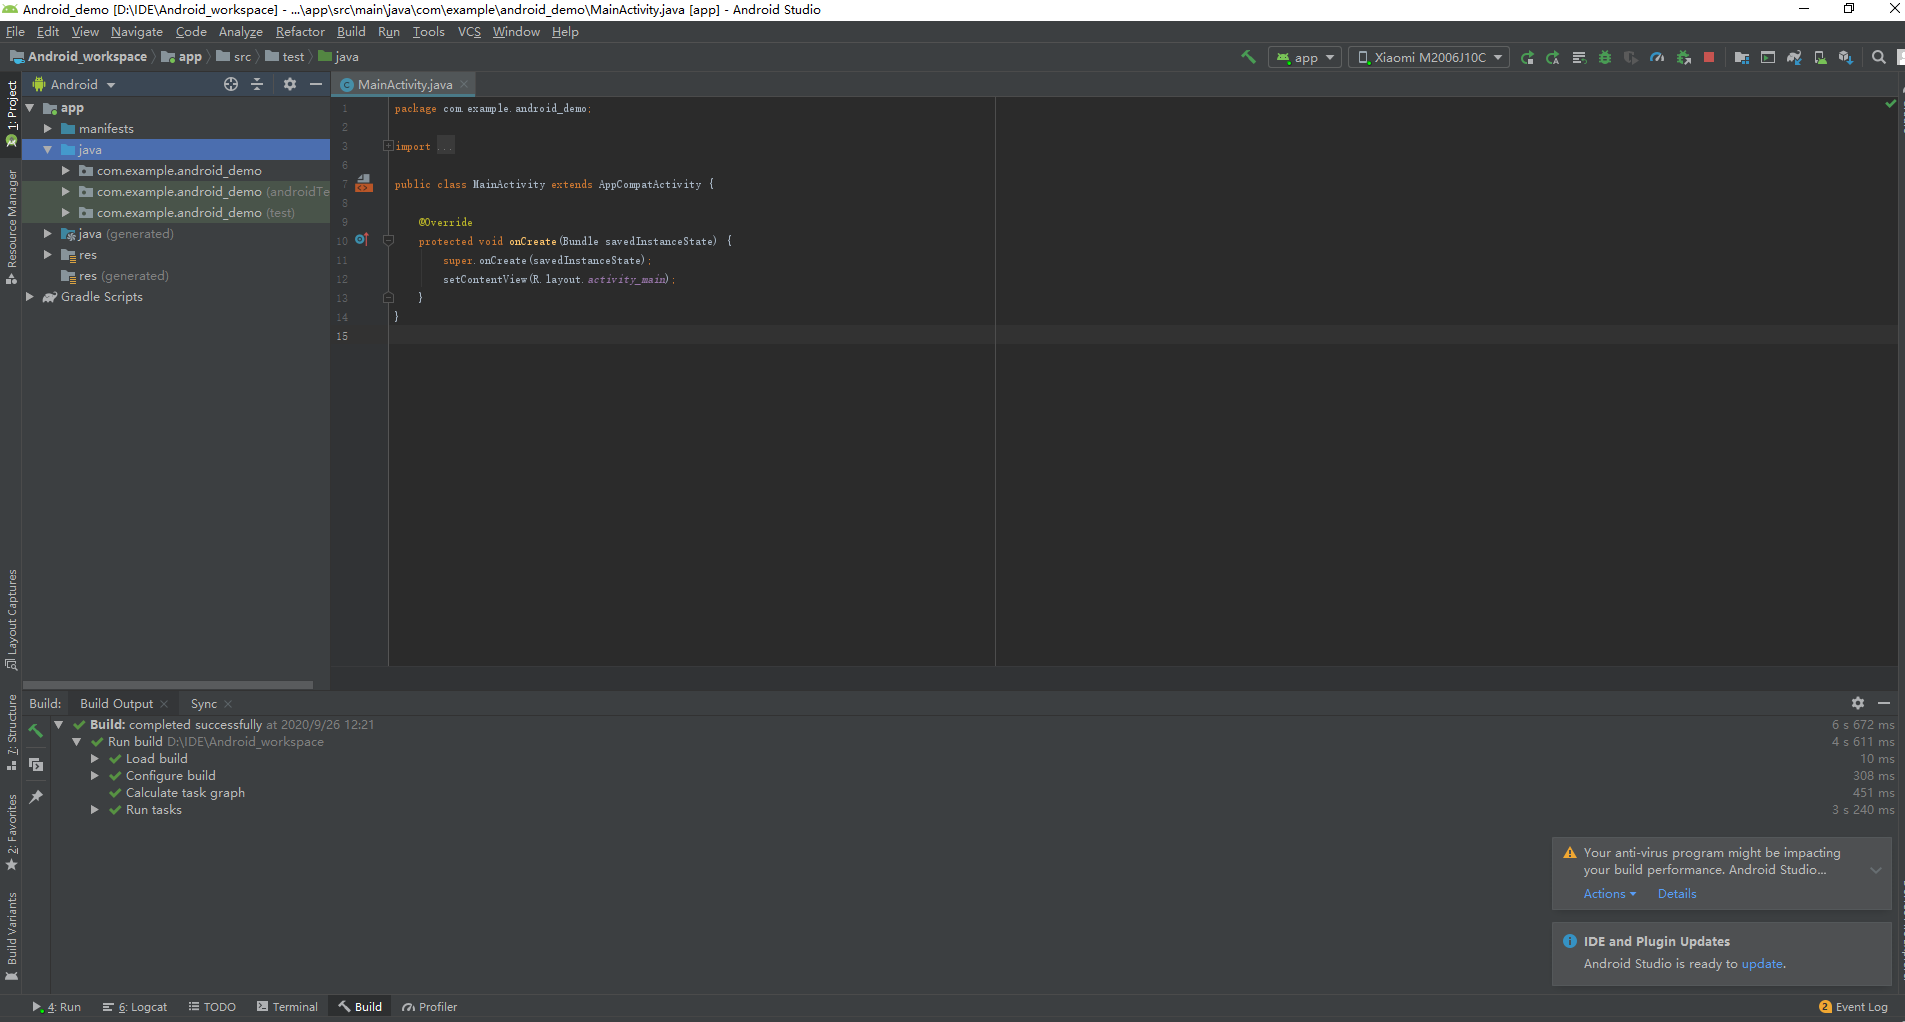 Android_demo [D:\IDE\Android_workspace] - ...\app\src\main\java\com\example\android_demo\MainActivity.java [app] - Android Studio
File Edit View Navigate Code Analyze Refactor Build Run Tools VCS Window Help
Android_workspace app src test java app Xiaomi M2006J10C
1: Project
Resource Manager
Layout Captures
7: Structure
2: Favorites
Build Variants
Android
app
manifests
java
com.example.android_demo
com.example.android_demo (androidTe
com.example.android_demo (test)
java (generated)
res
res (generated)
Gradle Scripts
MainActivity.java
1 package com.example.android_demo;
2
3 import ...
6
7 public class MainActivity extends AppCompatActivity {
8
9 @Override
10 protected void onCreate(Bundle savedInstanceState) {
11 super.onCreate(savedInstanceState);
12 setContentView(R.layout.activity_main);
13 }
14 }
15
Build: Build Output Sync
Build: completed successfully at 2020/9/26 12:21 6 s 672 ms
Run build D:\IDE\Android_workspace 4 s 611 ms
Load build 10 ms
Configure build 308 ms
Calculate task graph 451 ms
Run tasks 3 s 240 ms
Your anti-virus program might be impacting
your build performance. Android Studio...
Actions Details
IDE and Plugin Updates
Android Studio is ready to update.
4: Run 6: Logcat TODO Terminal Build Profiler 2 Event Log